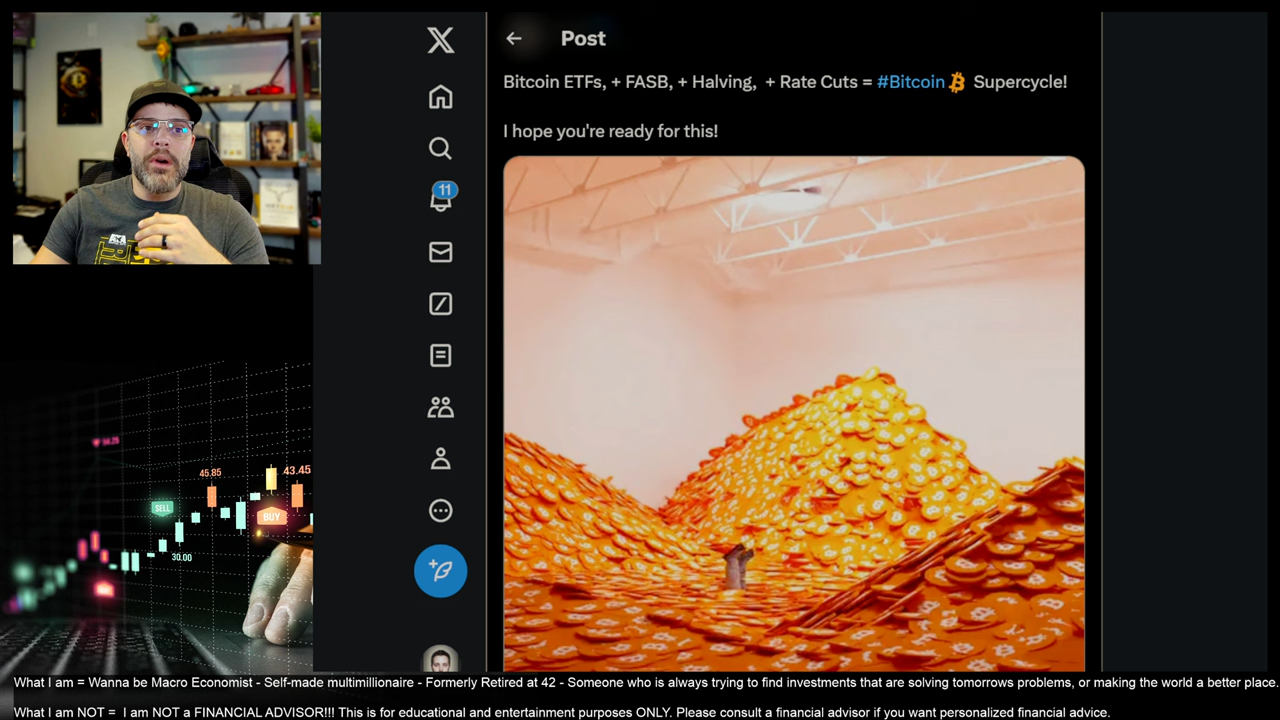 Post
Bitcoin ETFs, + FASB, + Halving, + Rate Cuts = #Bitcoin Supercycle!
I hope you're ready for this!
11
45.85
43.45
SELL
BUY
30.00
What I am = Wanna be Macro Economist - Self-made multimillionaire - Formerly Retired at 42 - Someone who is always trying to find investments that are solving tomorrows problems, or making the world a better place.
What I am NOT = I am NOT a FINANCIAL ADVISOR!!! This is for educational and entertainment purposes ONLY. Please consult a financial advisor if you want personalized financial advice.